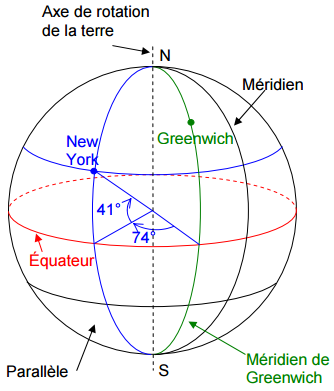 Axe de rotation
de la terre
N
Méridien
New
York
Greenwich
41°
74°
Équateur
Parallèle
S
Méridien de
Greenwich